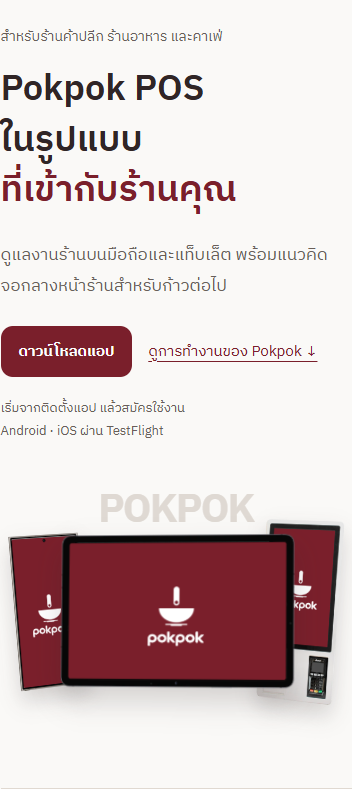 สำหรับร้านค้าปลีก ร้านอาหาร และคาเฟ่
Pokpok POS
ในรูปแบบ
ที่เข้ากับร้านคุณ
ดูแลงานร้านบนมือถือและแท็บเล็ต พร้อมแนวคิด
จอกลางหน้าร้านสำหรับก้าวต่อไป
ดาวน์โหลดแอป
ดูการทำงานของ Pokpok ↓
เริ่มจากติดตั้งแอป แล้วสมัครใช้งาน
Android · iOS ผ่าน TestFlight
POKPOK
pokpok